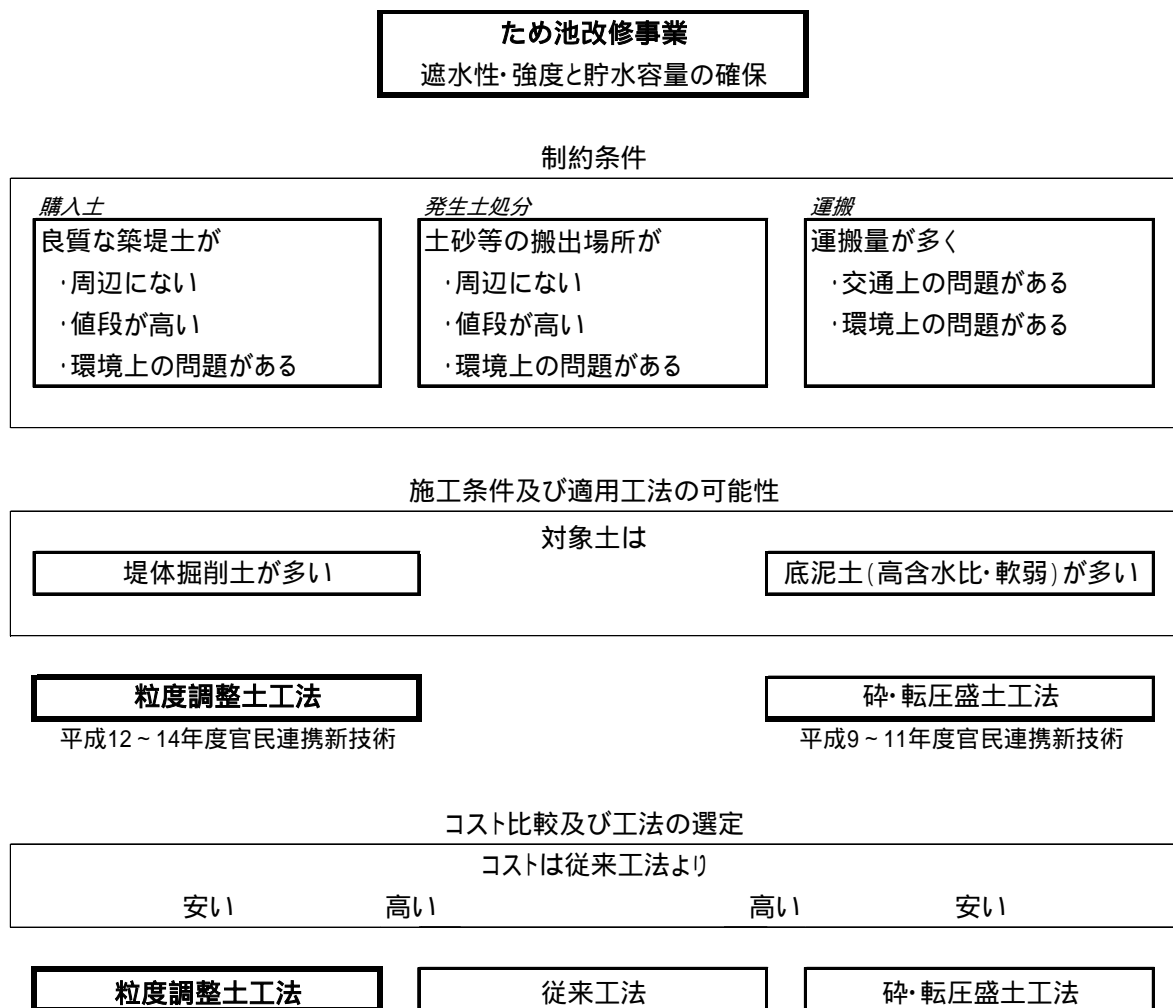 ため池改修事業
遮水性・強度と貯水容量の確保
制約条件
購入土
良質な築堤土が
・周辺にない
・値段が高い
・環境上の問題がある
発生土処分
土砂等の搬出場所が
・周辺にない
・値段が高い
・環境上の問題がある
運搬
運搬量が多く
・交通上の問題がある
・環境上の問題がある
施工条件及び適用工法の可能性
対象土は
堤体掘削土が多い
底泥土(高含水比・軟弱)が多い
粒度調整土工法
平成12~14年度官民連携新技術
砕・転圧盛土工法
平成9~11年度官民連携新技術
コスト比較及び工法の選定
コストは従来工法より
安い 高い 高い 安い
粒度調整土工法 従来工法 砕・転圧盛土工法